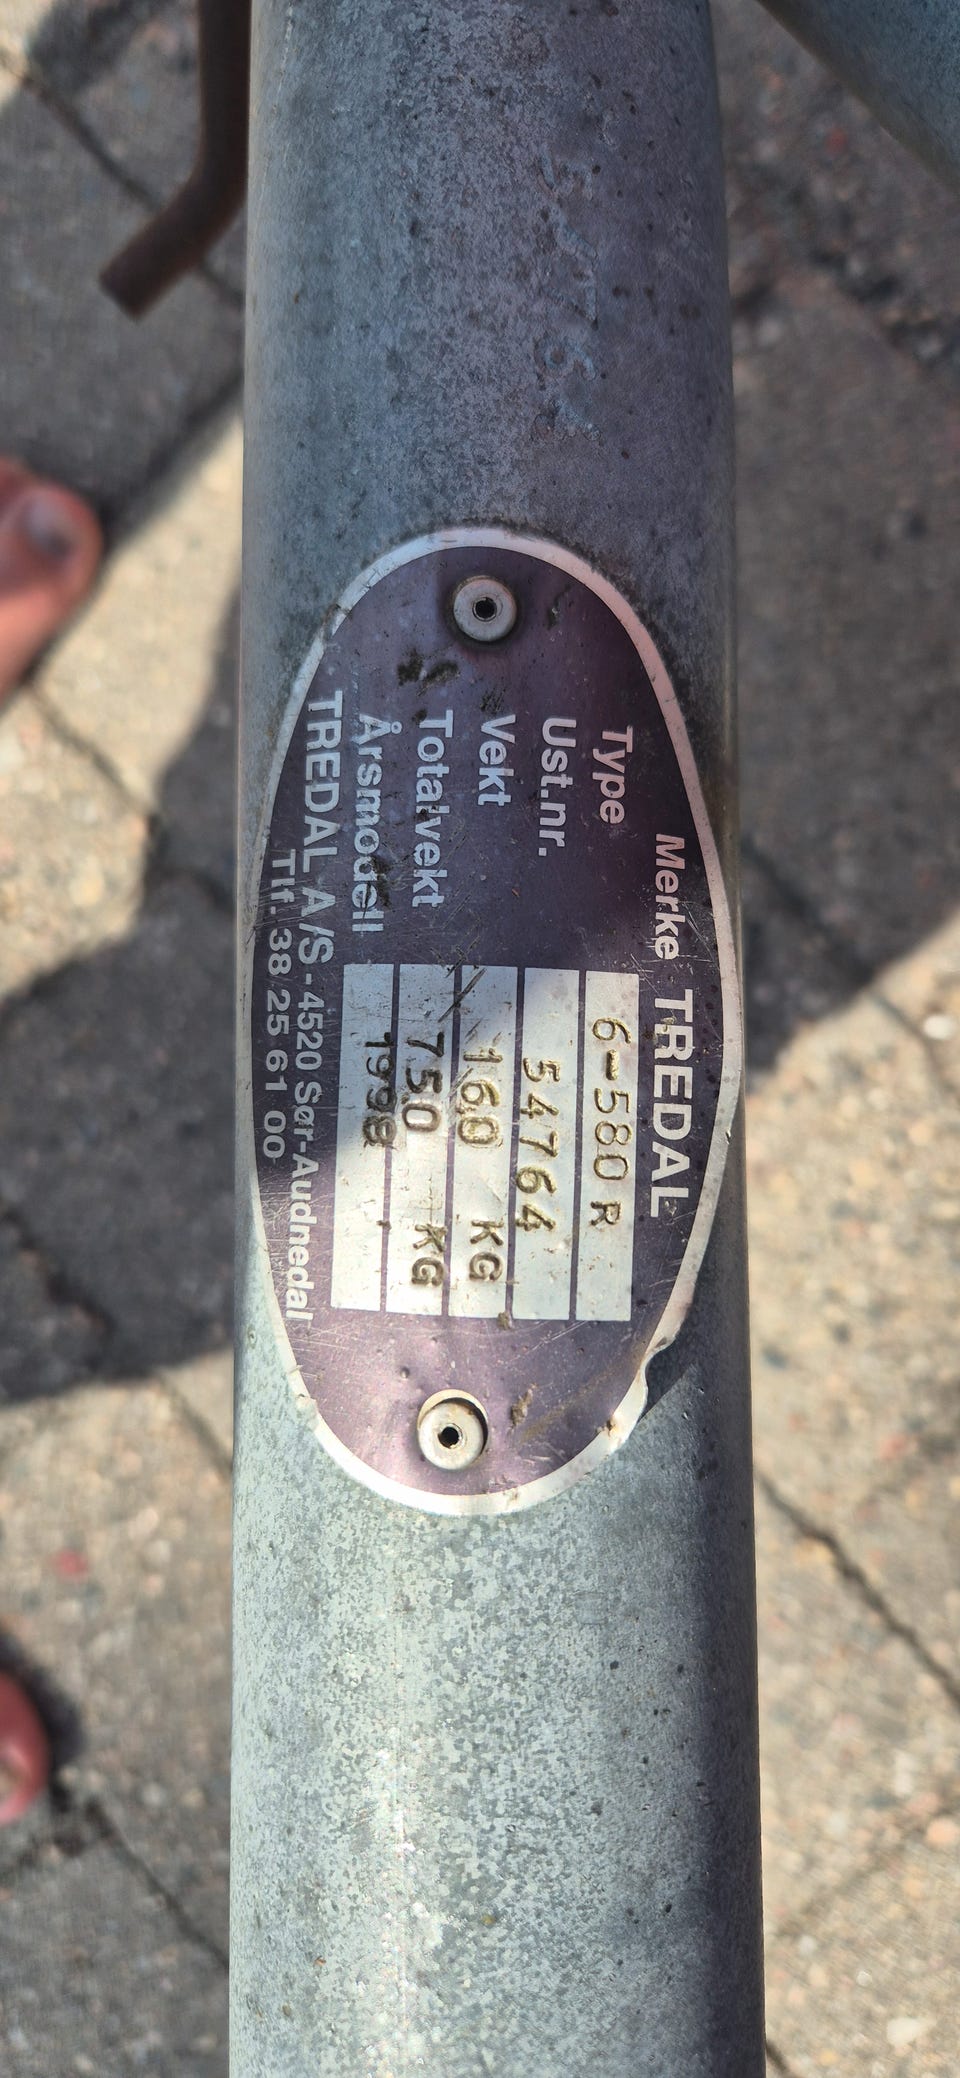 Merke TREDAL
Type 6-580 R
Ust.nr. 54764
Vekt 160 KG
Totalvekt 750 KG
Årsmodell 1998
TREDAL A/S - 4520 Sør-Audnedal
Tlf. 38 25 61 00